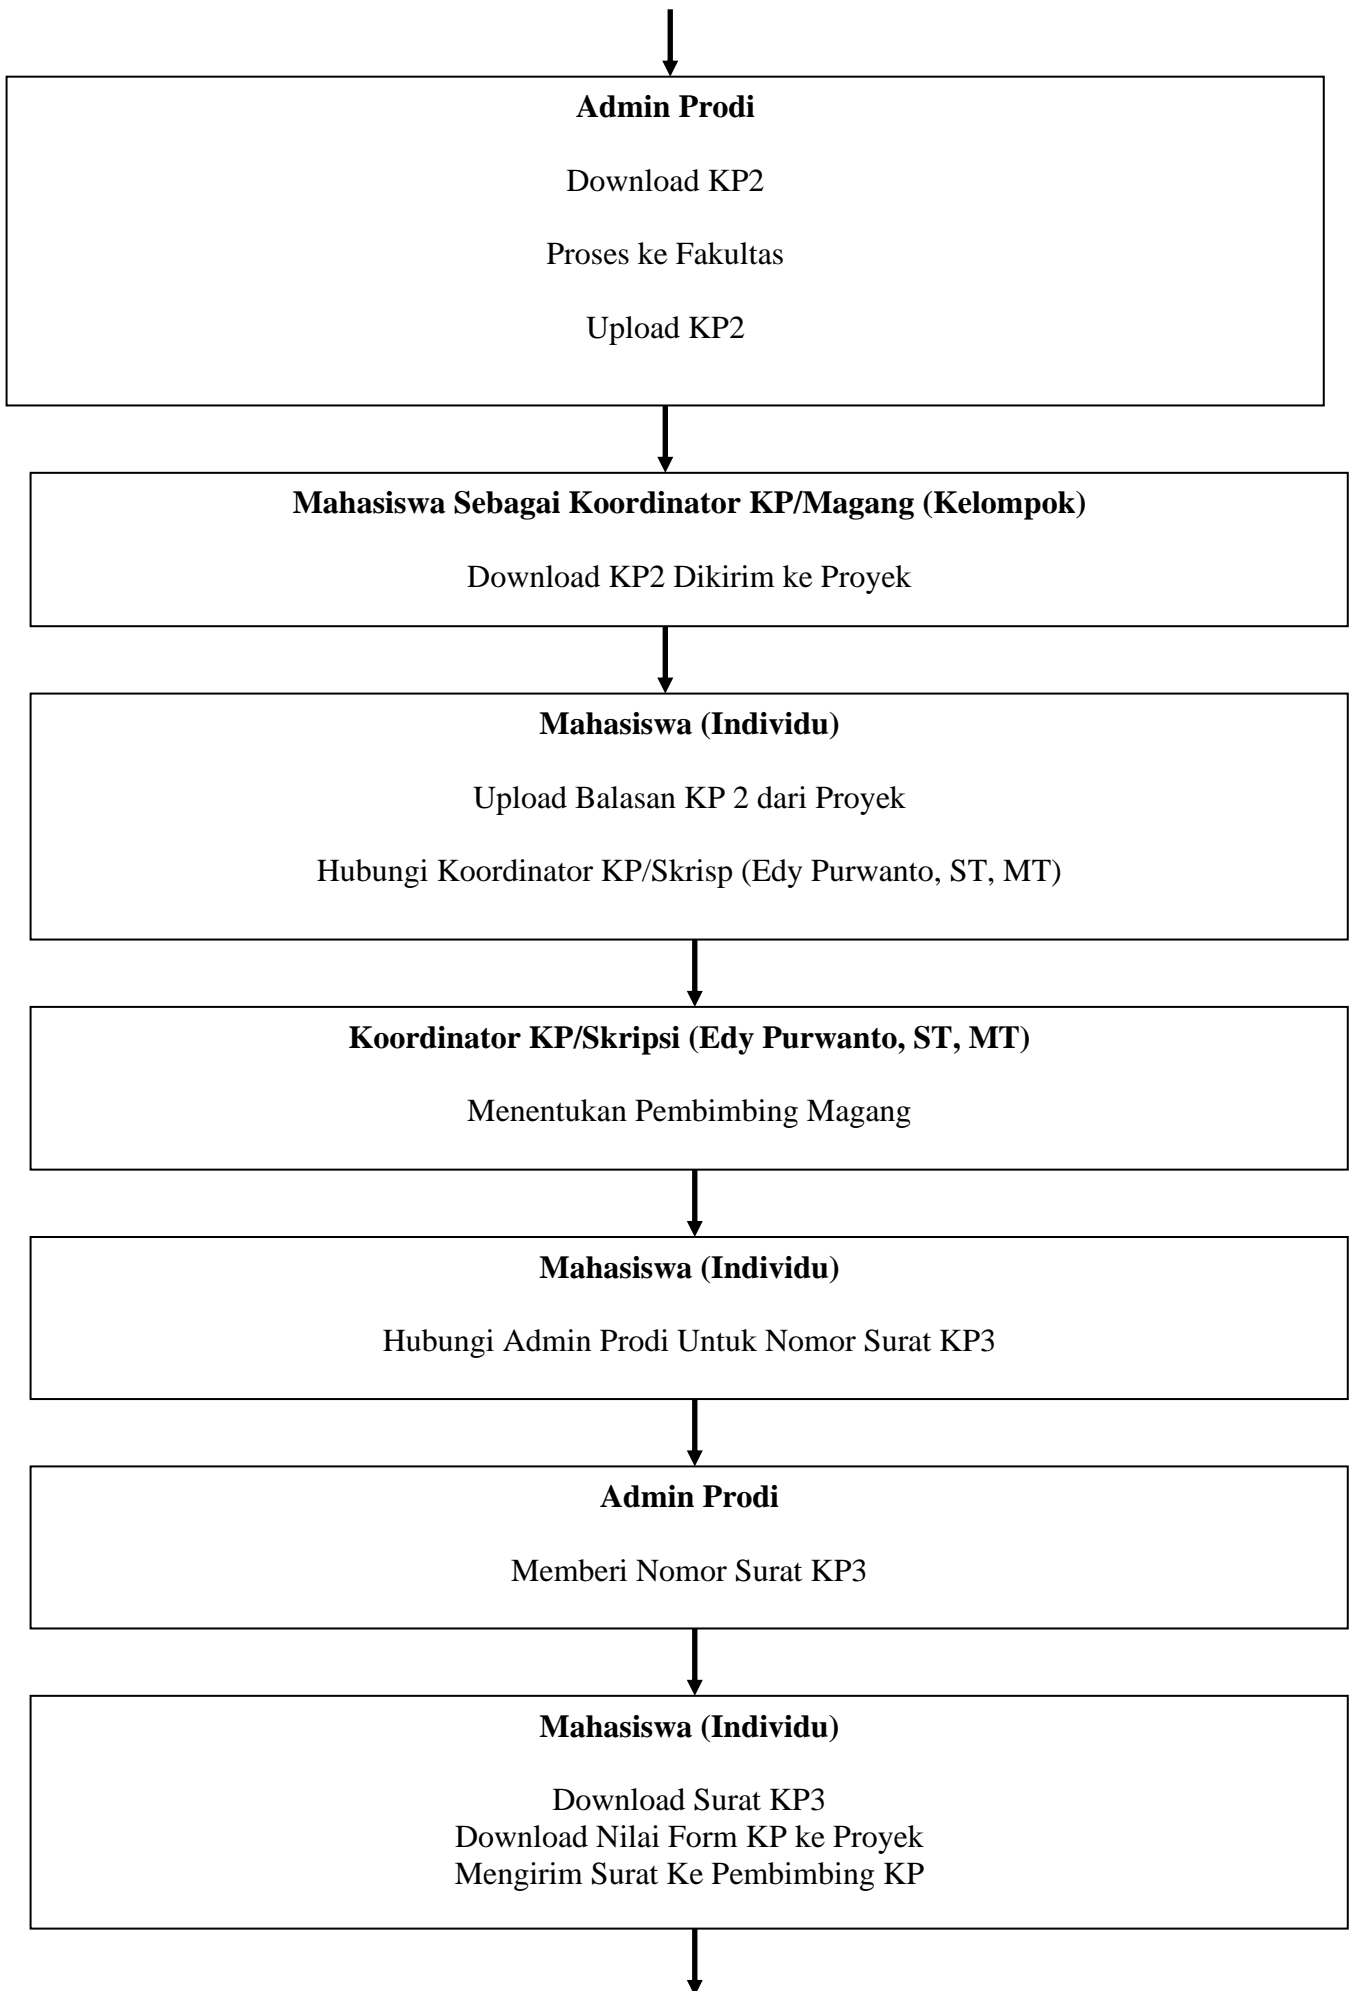 Admin Prodi
Download KP2
Proses ke Fakultas
Upload KP2
Mahasiswa Sebagai Koordinator KP/Magang (Kelompok)
Download KP2 Dikirim ke Proyek
Mahasiswa (Individu)
Upload Balasan KP 2 dari Proyek
Hubungi Koordinator KP/Skrisp (Edy Purwanto, ST, MT)
Koordinator KP/Skripsi (Edy Purwanto, ST, MT)
Menentukan Pembimbing Magang
Mahasiswa (Individu)
Hubungi Admin Prodi Untuk Nomor Surat KP3
Admin Prodi
Memberi Nomor Surat KP3
Mahasiswa (Individu)
Download Surat KP3
Download Nilai Form KP ke Proyek
Mengirim Surat Ke Pembimbing KP